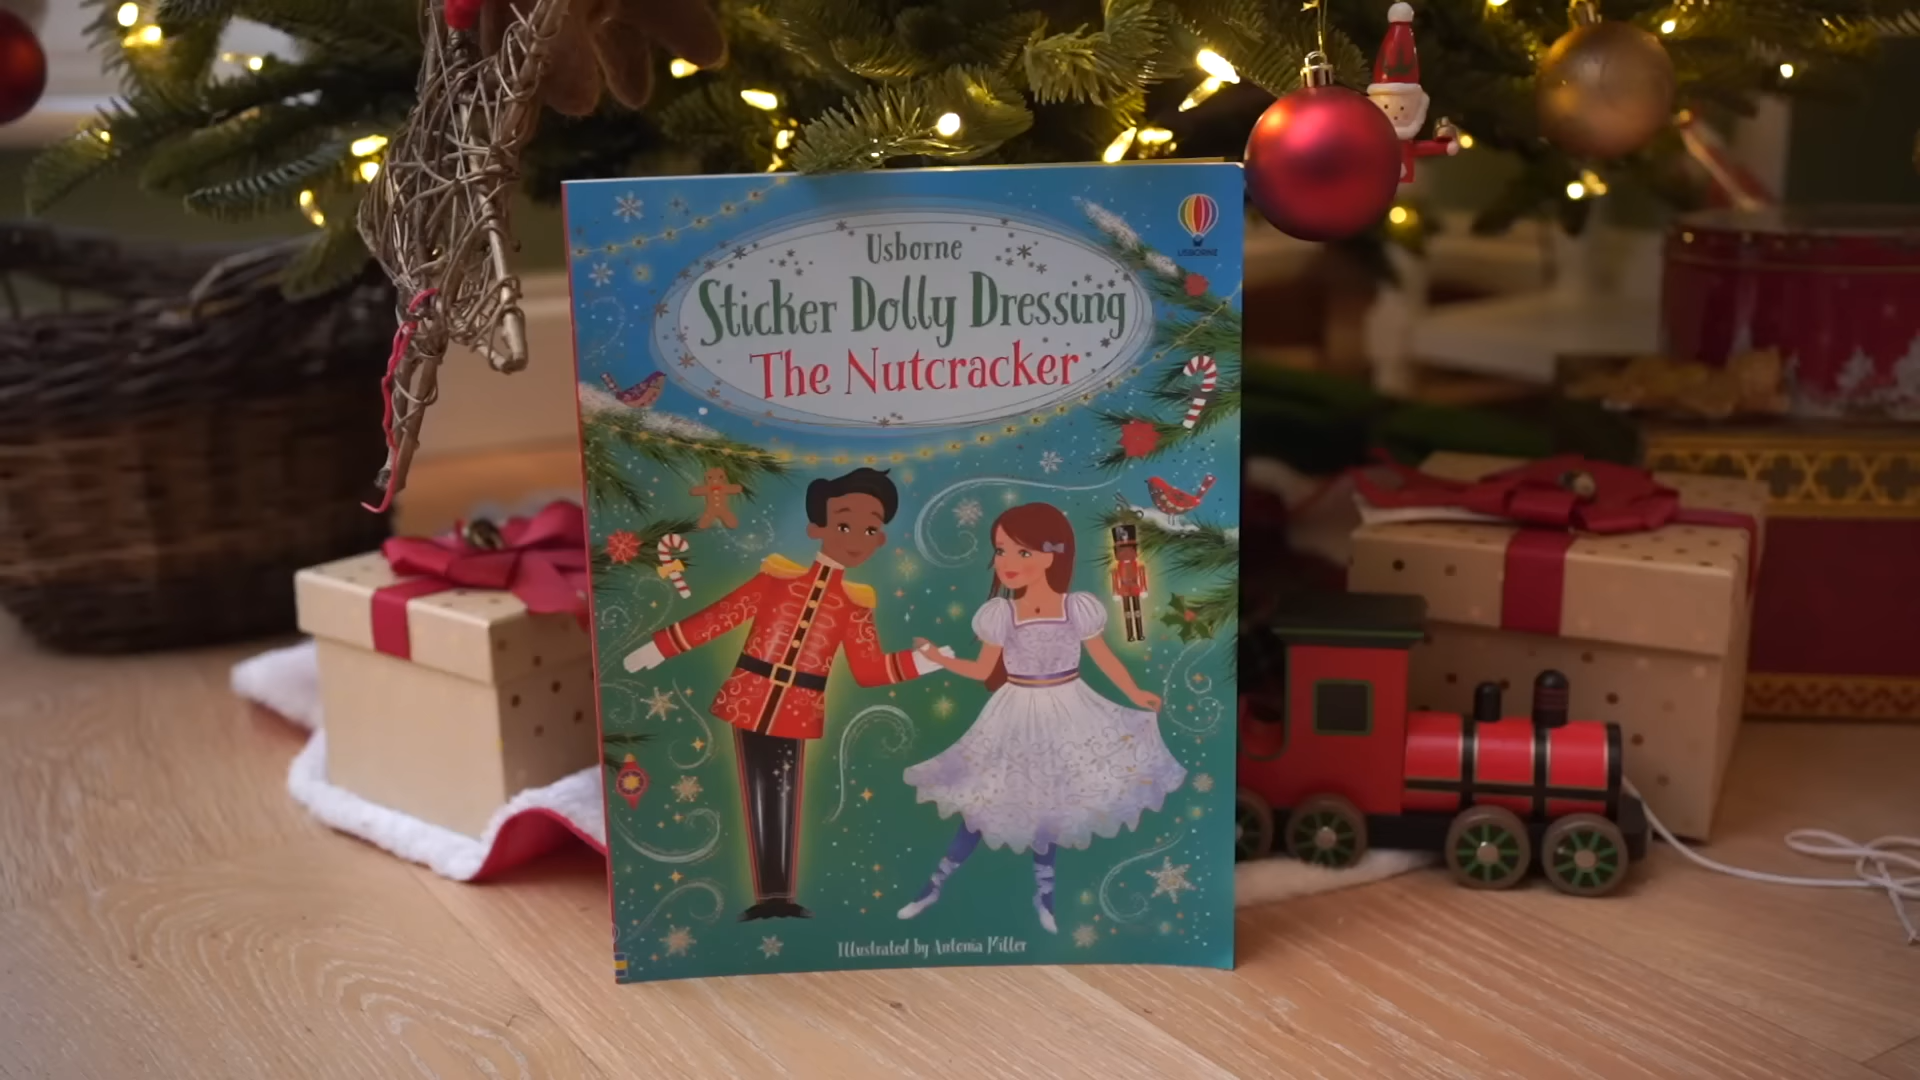 Usborne
Sticker Dolly Dressing
The Nutcracker
USBORNE
Illustrated by Antonia Miller